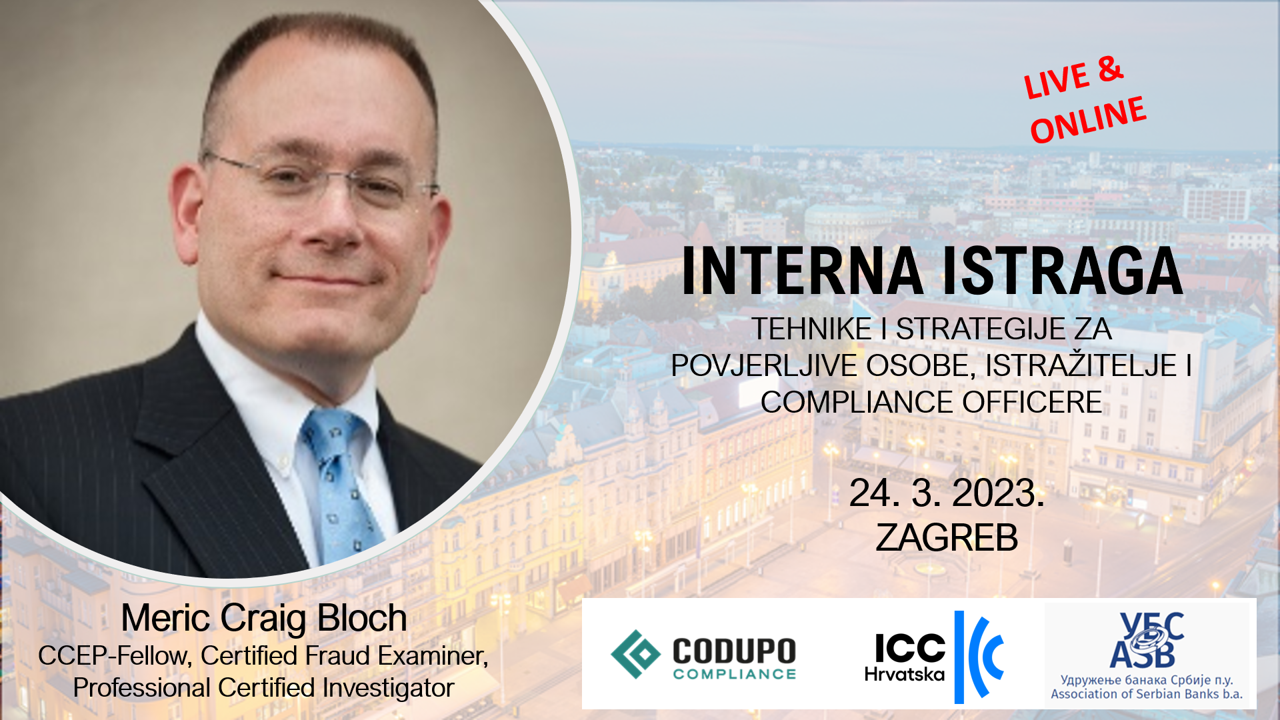 LIVE &
ONLINE
INTERNA ISTRAGA
TEHNIKE I STRATEGIJE ZA
POVJERLJIVE OSOBE, ISTRAŽITELJE I
COMPLIANCE OFFICERE
24. 3. 2023.
ZAGREB
Meric Craig Bloch
CCEP-Fellow, Certified Fraud Examiner,
Professional Certified Investigator
CODUPO
COMPLIANCE
ICC
Hrvatska
УБС
ASB
Удружење банака Србије п.у.
Association of Serbian Banks b.a.